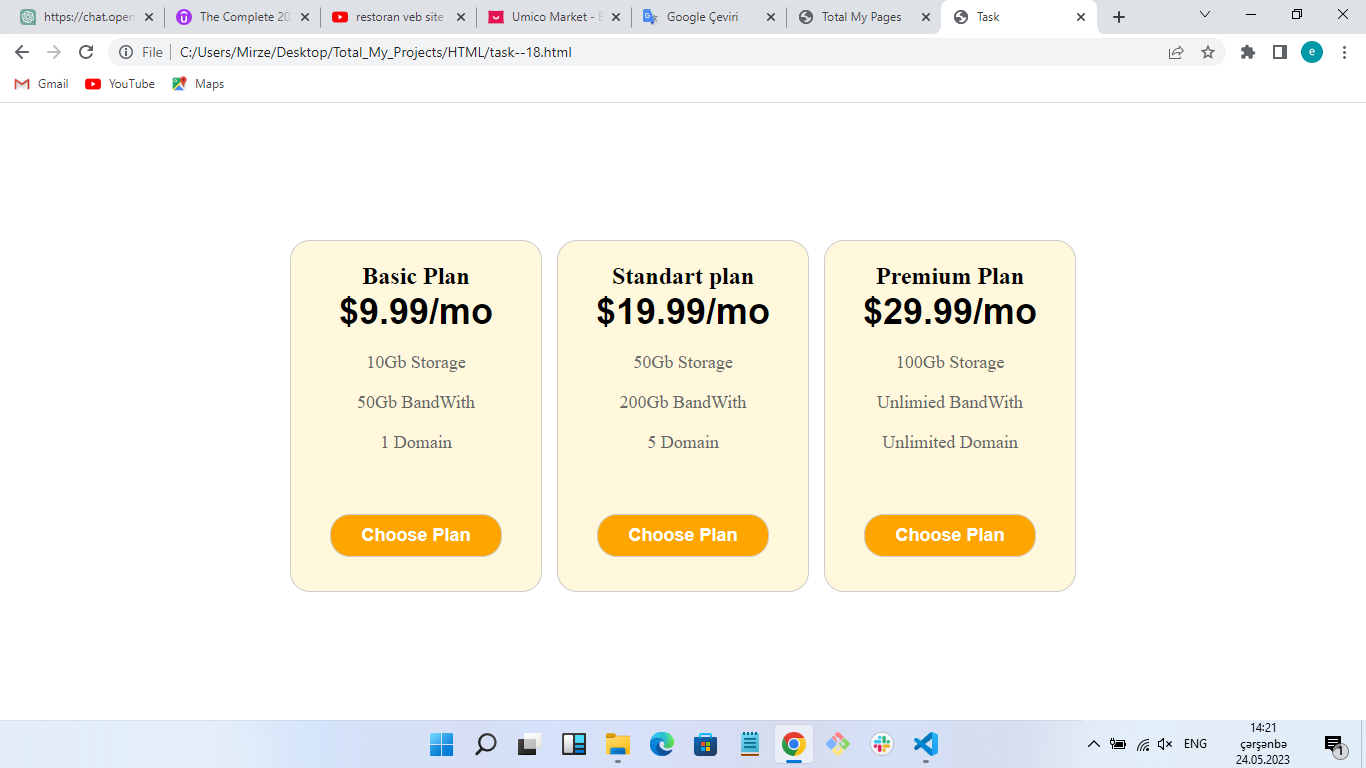 https://chat.open
The Complete 20
restoran veb site
Umico Market - E
Google Çeviri
Total My Pages
Task
File
C:/Users/Mirze/Desktop/Total_My_Projects/HTML/task--18.html
e
Gmail
YouTube
Maps
Basic Plan
$9.99/mo
10Gb Storage
50Gb BandWith
1 Domain
Choose Plan
Standart plan
$19.99/mo
50Gb Storage
200Gb BandWith
5 Domain
Choose Plan
Premium Plan
$29.99/mo
100Gb Storage
Unlimied BandWith
Unlimited Domain
Choose Plan
ENG
14:21
çərşənbə
24.05.2023
1